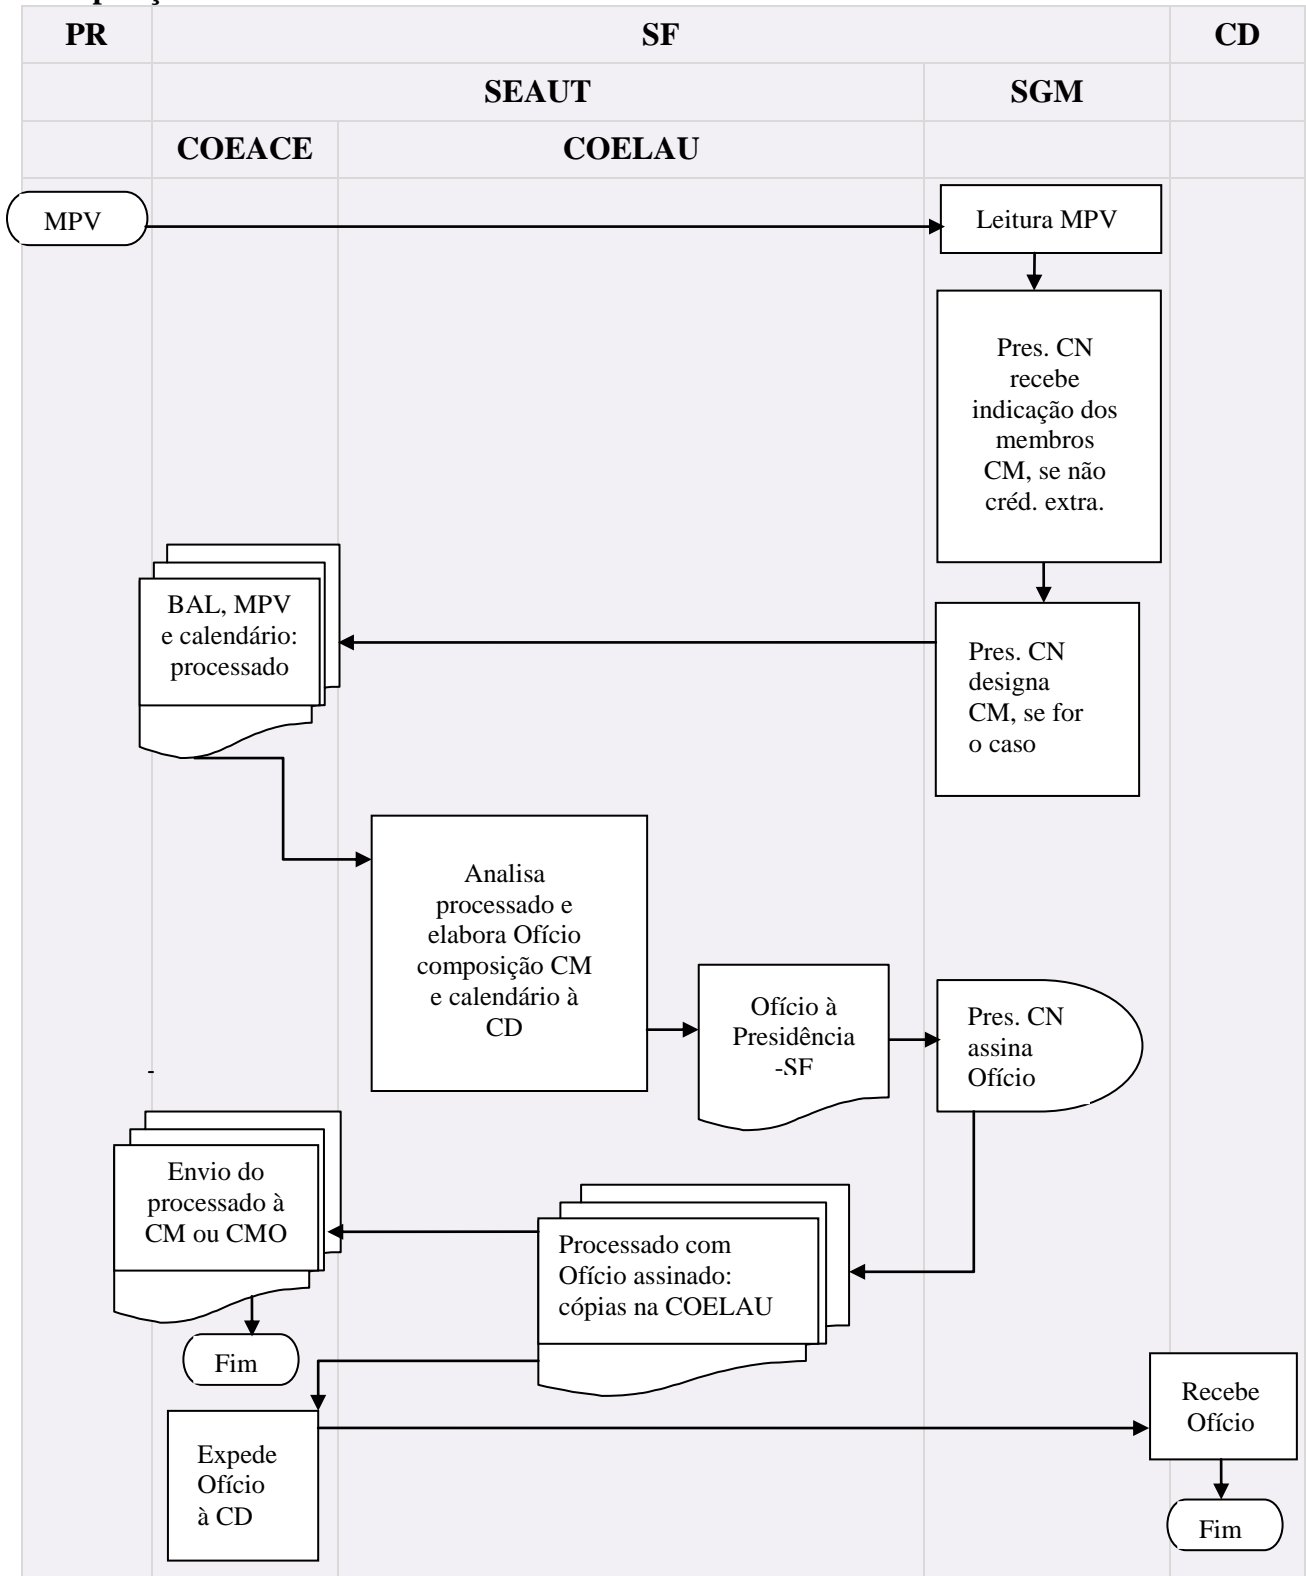 PR SF CD
SEAUT SGM
COEACE COELAU
MPV
Leitura MPV
Pres. CN
recebe
indicação dos
membros
CM, se não
créd. extra.
BAL, MPV
e calendário:
processado
Pres. CN
designa
CM, se for
o caso
Analisa
processado e
elabora Ofício
composição CM
e calendário à
CD
Ofício à
Presidência
-SF
Pres. CN
assina
Ofício
-
Envio do
processado à
CM ou CMO
Processado com
Ofício assinado:
cópias na COELAU
Fim
Recebe
Ofício
Expede
Ofício
à CD
Fim